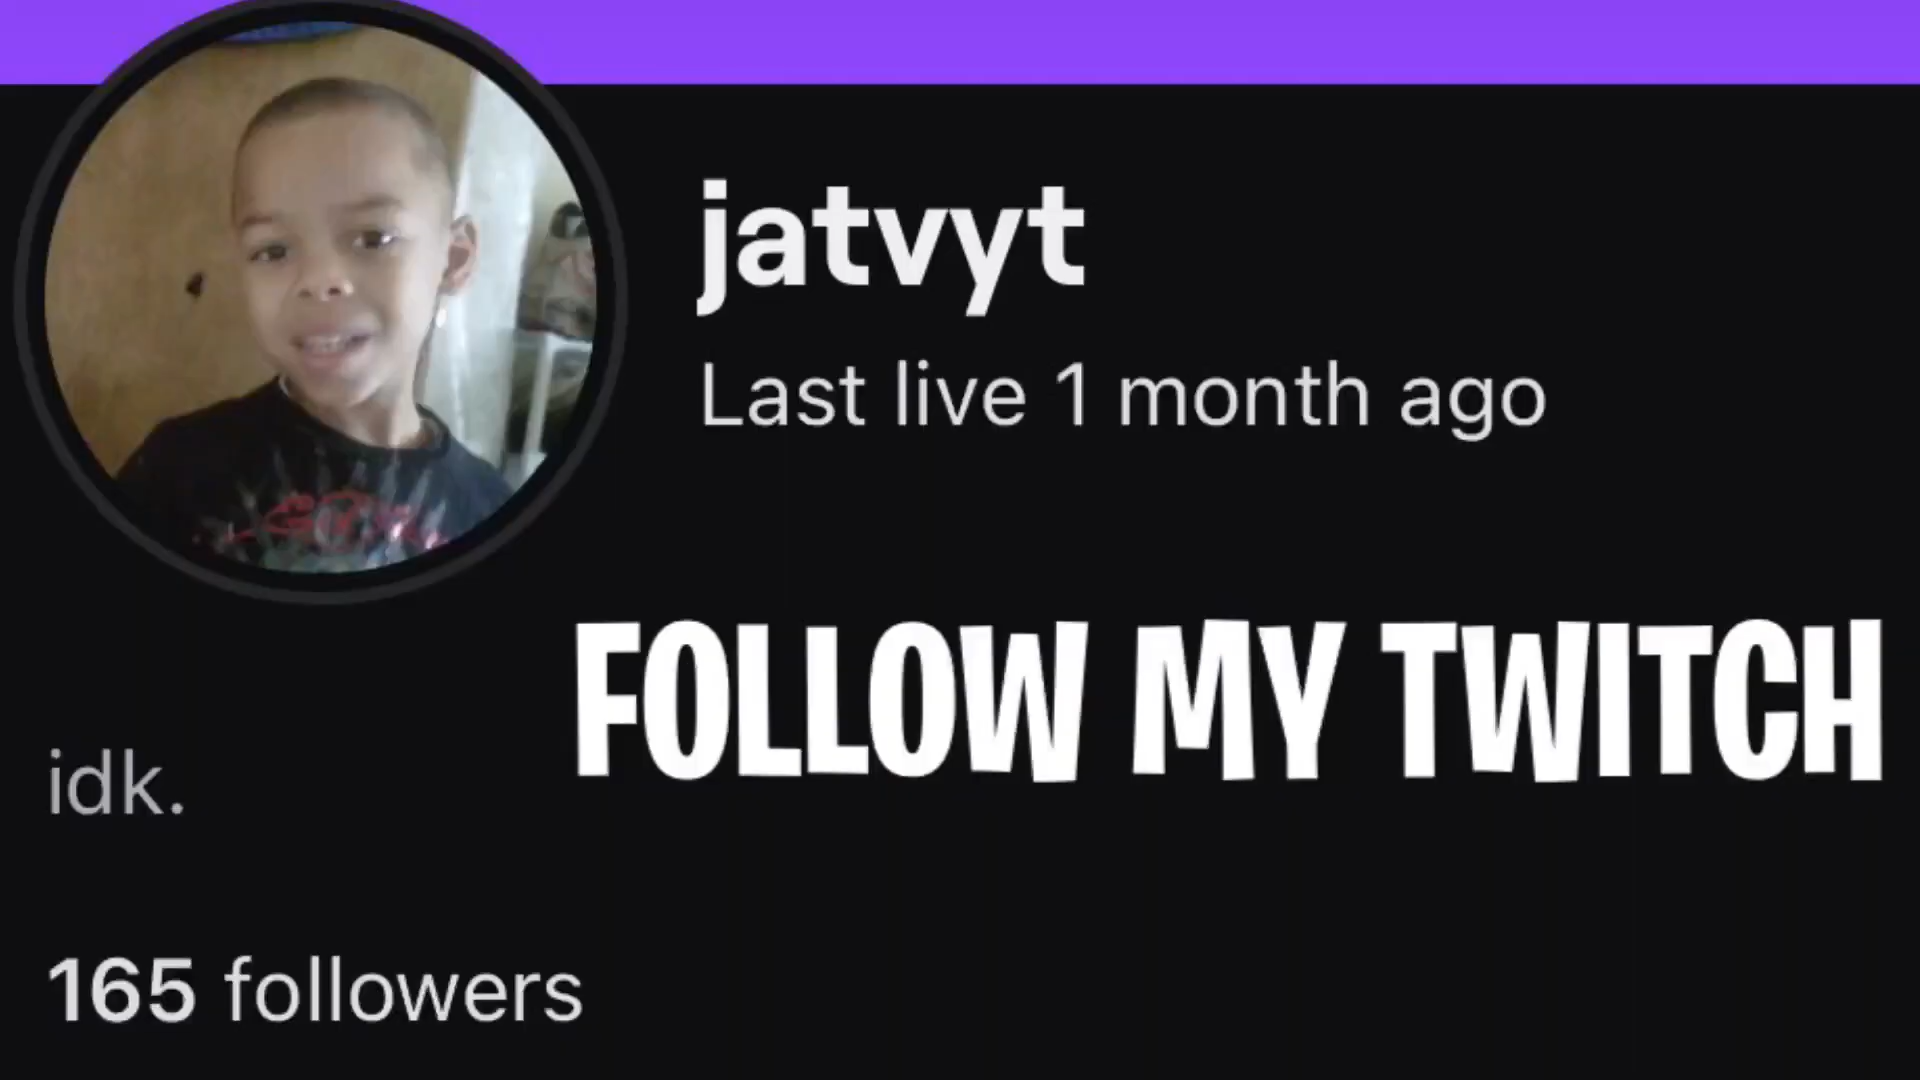 jatvyt
Last live 1 month ago
FOLLOW MY TWITCH
idk.
165 followers